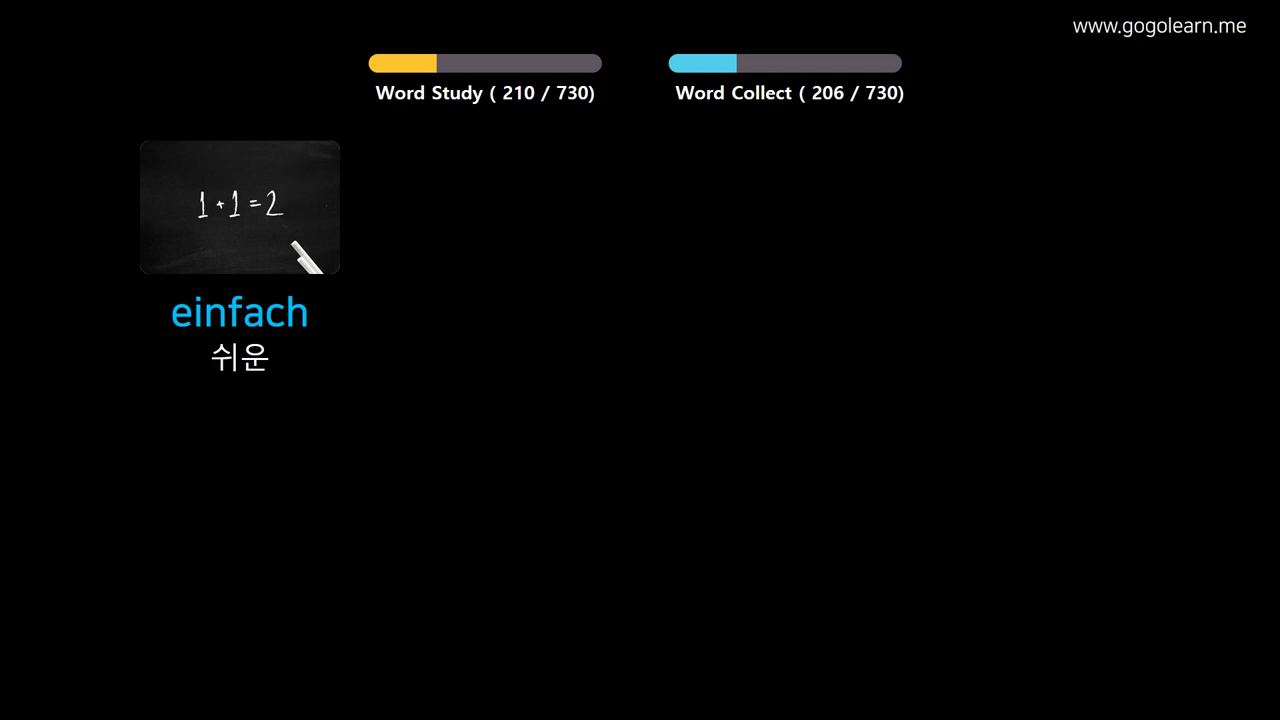 www.gogolearn.me
Word Study ( 210 / 730)
Word Collect ( 206 / 730)
1+1=2
einfach
쉬운